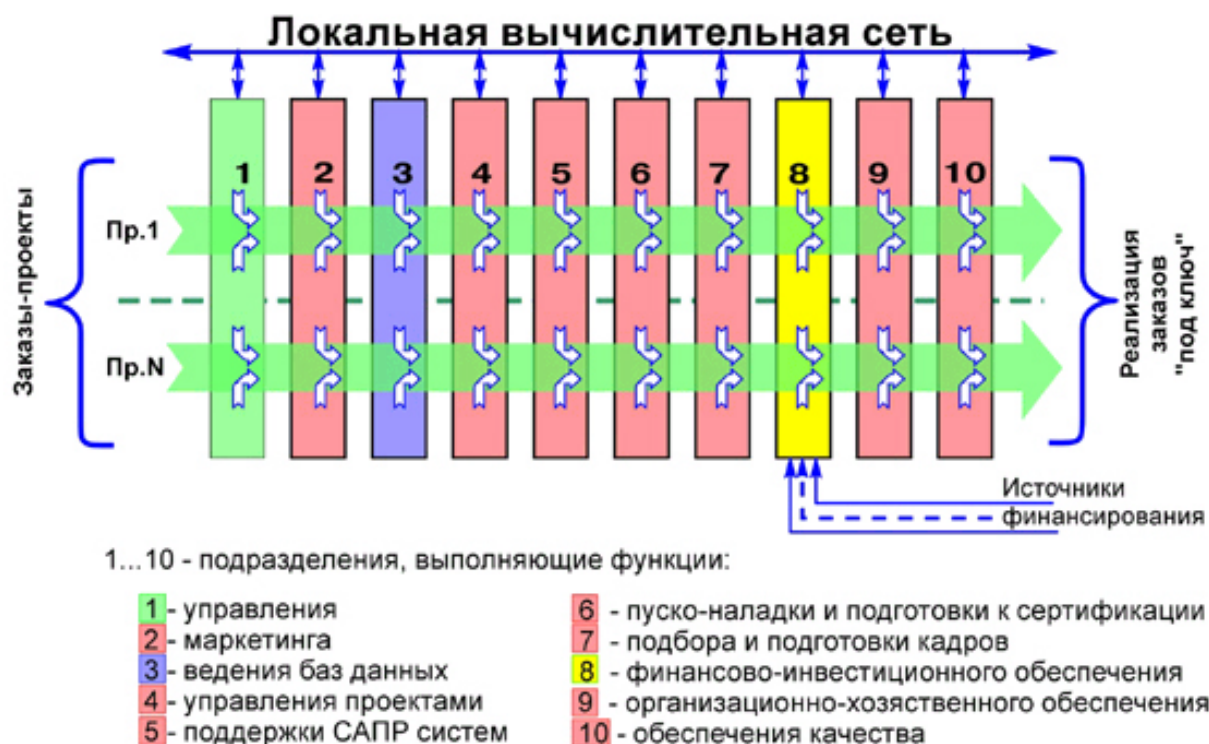 Локальная вычислительная сеть
1 2 3 4 5 6 7 8 9 10
Заказы-проекты
Пр.1
Пр.N
Реализация
заказов
"под ключ"
Источники
финансирования
1...10 - подразделения, выполняющие функции:
1 - управления
2 - маркетинга
3 - ведения баз данных
4 - управления проектами
5 - поддержки САПР систем
6 - пуско-наладки и подготовки к сертификации
7 - подбора и подготовки кадров
8 - финансово-инвестиционного обеспечения
9 - организационно-хозяственного обеспечения
10 - обеспечения качества